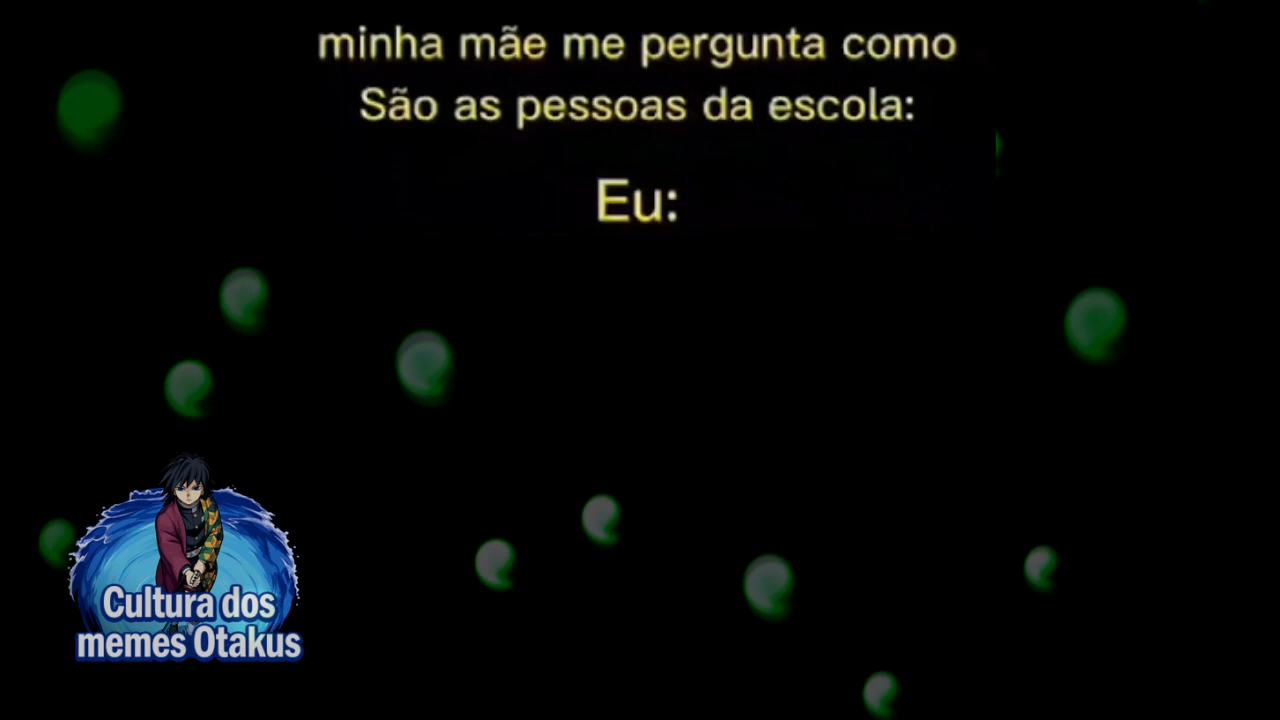 minha mãe me pergunta como
São as pessoas da escola:
Eu:
Cultura dos
memes Otakus